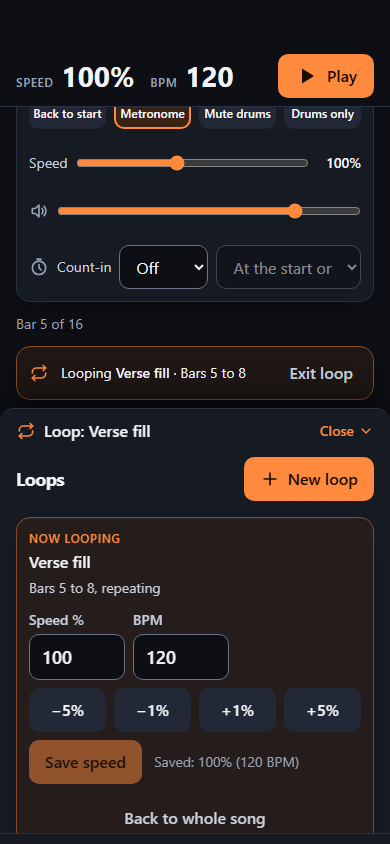 SPEED 100% BPM 120 Play
Back to start Metronome Mute drums Drums only
Speed 100%
Count-in Off At the start or
Bar 5 of 16
Looping Verse fill · Bars 5 to 8 Exit loop
Loop: Verse fill Close
Loops New loop
NOW LOOPING
Verse fill
Bars 5 to 8, repeating
Speed % BPM
100 120
−5% −1% +1% +5%
Save speed Saved: 100% (120 BPM)
Back to whole song